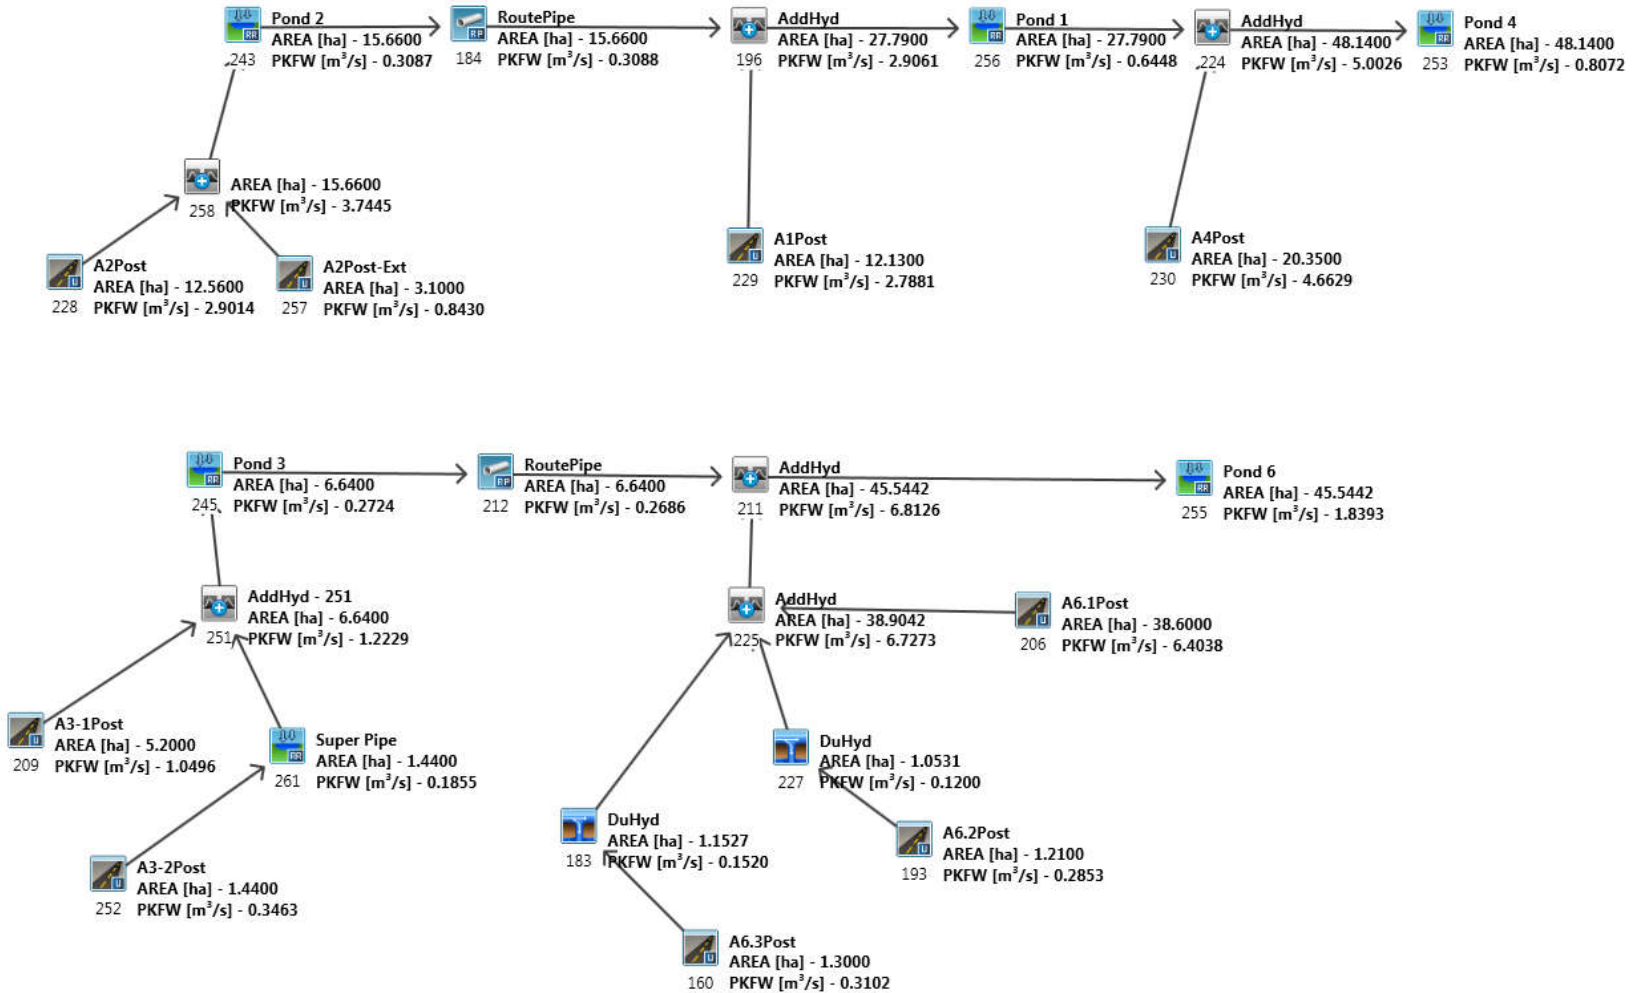 Pond 2
AREA [ha] - 15.6600
PKFW [m³/s] - 0.3087
243
RoutePipe
AREA [ha] - 15.6600
PKFW [m³/s] - 0.3088
184
AddHyd
AREA [ha] - 27.7900
PKFW [m³/s] - 2.9061
196
Pond 1
AREA [ha] - 27.7900
PKFW [m³/s] - 0.6448
256
AddHyd
AREA [ha] - 48.1400
PKFW [m³/s] - 5.0026
224
Pond 4
AREA [ha] - 48.1400
PKFW [m³/s] - 0.8072
253
AREA [ha] - 15.6600
PKFW [m³/s] - 3.7445
258
A2Post
AREA [ha] - 12.5600
PKFW [m³/s] - 2.9014
228
A2Post-Ext
AREA [ha] - 3.1000
PKFW [m³/s] - 0.8430
257
A1Post
AREA [ha] - 12.1300
PKFW [m³/s] - 2.7881
229
A4Post
AREA [ha] - 20.3500
PKFW [m³/s] - 4.6629
230
Pond 3
AREA [ha] - 6.6400
PKFW [m³/s] - 0.2724
245
RoutePipe
AREA [ha] - 6.6400
PKFW [m³/s] - 0.2686
212
AddHyd
AREA [ha] - 45.5442
PKFW [m³/s] - 6.8126
211
Pond 6
AREA [ha] - 45.5442
PKFW [m³/s] - 1.8393
255
AddHyd - 251
AREA [ha] - 6.6400
PKFW [m³/s] - 1.2229
251
AddHyd
AREA [ha] - 38.9042
PKFW [m³/s] - 6.7273
225
A6.1Post
AREA [ha] - 38.6000
PKFW [m³/s] - 6.4038
206
A3-1Post
AREA [ha] - 5.2000
PKFW [m³/s] - 1.0496
209
Super Pipe
AREA [ha] - 1.4400
PKFW [m³/s] - 0.1855
261
DuHyd
AREA [ha] - 1.0531
PKFW [m³/s] - 0.1200
227
DuHyd
AREA [ha] - 1.1527
PKFW [m³/s] - 0.1520
183
A6.2Post
AREA [ha] - 1.2100
PKFW [m³/s] - 0.2853
193
A3-2Post
AREA [ha] - 1.4400
PKFW [m³/s] - 0.3463
252
A6.3Post
AREA [ha] - 1.3000
PKFW [m³/s] - 0.3102
160